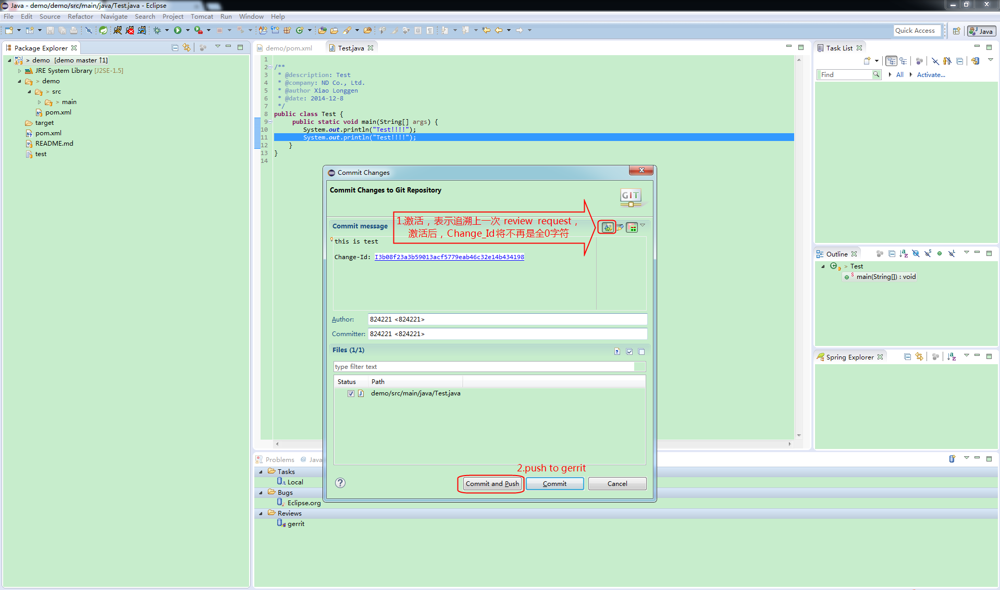 Java - demo/demo/src/main/java/Test.java - Eclipse
File Edit Source Refactor Navigate Search Project Tomcat Run Window Help
Quick Access
Java
Package Explorer
> demo [demo master ↑1]
JRE System Library [J2SE-1.5]
> demo
> src
> main
pom.xml
target
pom.xml
README.md
test
demo/pom.xml
Test.java
1
2 /**
3 * @description: Test
4 * @company: ND Co., Ltd.
5 * @author Xiao Longgen
6 * @date: 2014-12-8
7 */
8 public class Test {
9 public static void main(String[] args) {
10 System.out.println("Test!!!!");
11 System.out.println("Test!!!!");
12 }
13 }
14
Commit Changes
Commit Changes to Git Repository
GIT
Commit message
1.激活，表示追溯上一次 review request，
激活后，Change_Id将不再是全0字符
this is test
Change-Id: I3b08f23a3b59013acf5779eab46c32e14b434198
Author: 824221 <824221>
Committer: 824221 <824221>
Files (1/1)
type filter text
Status Path
demo/src/main/java/Test.java
2.push to gerrit
Commit and Push Commit Cancel
Problems @ Java
Tasks
Local
Bugs
Eclipse.org
Reviews
gerrit
Task List
Find
All Activate...
Outline
> Test
main(String[]) : void
Spring Explorer